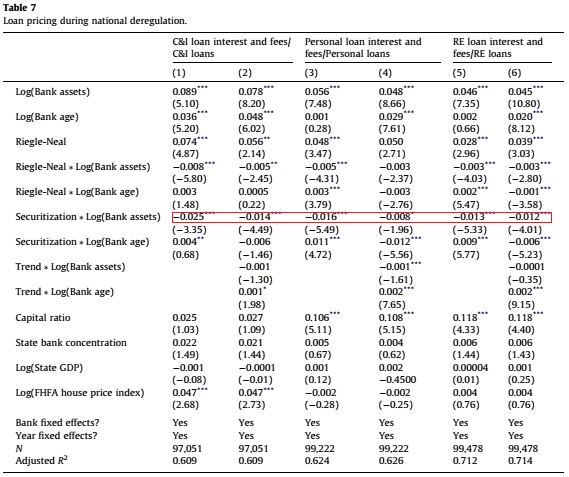 Table 7
Loan pricing during national deregulation.
C&I loan interest and fees/ C&I loans Personal loan interest and fees/Personal loans RE loan interest and fees/RE loans
(1) (2) (3) (4) (5) (6)
Log(Bank assets) 0.089*** 0.078*** 0.056*** 0.048*** 0.046*** 0.045***
(5.10) (8.20) (7.48) (8.66) (7.35) (10.80)
Log(Bank age) 0.036*** 0.048*** 0.001 0.029*** 0.002 0.020***
(5.20) (6.02) (0.28) (7.61) (0.66) (8.12)
Riegle-Neal 0.074*** 0.056** 0.048*** 0.050 0.028*** 0.039***
(4.87) (2.14) (3.47) (2.71) (2.96) (3.03)
Riegle-Neal * Log(Bank assets) −0.008*** −0.005** −0.005*** −0.003 −0.003*** −0.003***
(−5.80) (−2.45) (−4.31) (−2.37) (−4.03) (−2.80)
Riegle-Neal * Log(Bank age) 0.003 0.0005 0.003*** −0.003 0.002*** −0.001***
(1.48) (0.22) (3.79) (−2.76) (5.47) (−3.58)
Securitization * Log(Bank assets) −0.025*** −0.014*** −0.016*** −0.008* −0.013*** −0.012***
(−3.35) (−4.49) (−5.49) (−1.96) (−5.33) (−4.01)
Securitization * Log(Bank age) 0.004** −0.006 0.011*** −0.012*** 0.009*** −0.006***
(0.68) (−1.46) (4.72) (−5.56) (5.77) (−5.23)
Trend * Log(Bank assets) −0.001 −0.001*** −0.0001
(−1.30) (−1.61) (−0.35)
Trend * Log(Bank age) 0.001* 0.002*** 0.002***
(1.98) (7.65) (9.15)
Capital ratio 0.025 0.027 0.106*** 0.108*** 0.118*** 0.118***
(1.03) (1.09) (5.11) (5.15) (4.33) (4.40)
State bank concentration 0.022 0.021 0.005 0.004 0.006 0.006
(1.49) (1.44) (0.67) (0.62) (1.44) (1.43)
Log(State GDP) −0.001 −0.0001 0.001 0.002 0.00004 0.001
(−0.08) (−0.01) (0.12) −0.4500 (0.01) (0.25)
Log(FHFA house price index) 0.047*** 0.047*** −0.002 −0.002 0.004 0.004
(2.68) (2.73) (−0.28) (−0.25) (0.76) (0.76)
Bank fixed effects? Yes Yes Yes Yes Yes Yes
Year fixed effects? Yes Yes Yes Yes Yes Yes
N 97,051 97,051 99,222 99,222 99,478 99,478
Adjusted R² 0.609 0.609 0.624 0.626 0.712 0.714